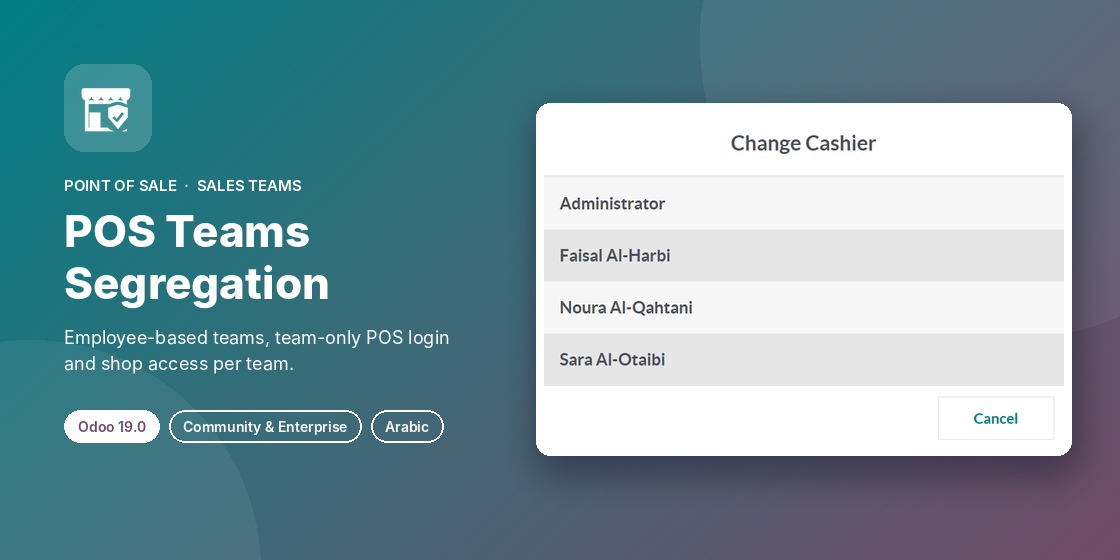 POINT OF SALE · SALES TEAMS
POS Teams
Segregation
Employee-based teams, team-only POS login
and shop access per team.
Odoo 19.0
Community & Enterprise
Arabic
Change Cashier
Administrator
Faisal Al-Harbi
Noura Al-Qahtani
Sara Al-Otaibi
Cancel